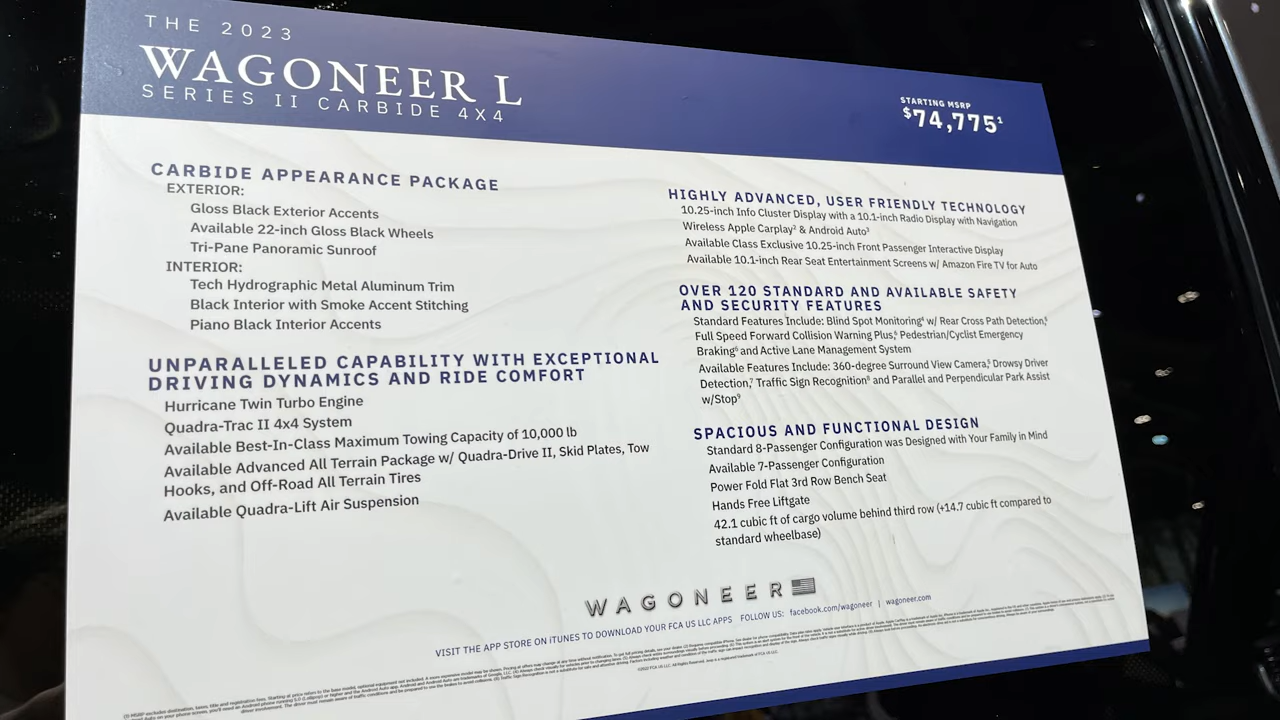 THE 2023
WAGONEER L
SERIES II CARBIDE 4X4
STARTING MSRP
$74,775¹
CARBIDE APPEARANCE PACKAGE
EXTERIOR:
Gloss Black Exterior Accents
Available 22-inch Gloss Black Wheels
Tri-Pane Panoramic Sunroof
INTERIOR:
Tech Hydrographic Metal Aluminum Trim
Black Interior with Smoke Accent Stitching
Piano Black Interior Accents
UNPARALLELED CAPABILITY WITH EXCEPTIONAL
DRIVING DYNAMICS AND RIDE COMFORT
Hurricane Twin Turbo Engine
Quadra-Trac II 4x4 System
Available Best-In-Class Maximum Towing Capacity of 10,000 lb
Available Advanced All Terrain Package w/ Quadra-Drive II, Skid Plates, Tow
Hooks, and Off-Road All Terrain Tires
Available Quadra-Lift Air Suspension
HIGHLY ADVANCED, USER FRIENDLY TECHNOLOGY
10.25-inch Info Cluster Display with a 10.1-inch Radio Display with Navigation
Wireless Apple Carplay² & Android Auto³
Available Class Exclusive 10.25-inch Front Passenger Interactive Display
Available 10.1-inch Rear Seat Entertainment Screens w/ Amazon Fire TV for Auto
OVER 120 STANDARD AND AVAILABLE SAFETY
AND SECURITY FEATURES
Standard Features Include: Blind Spot Monitoring⁴ w/ Rear Cross Path Detection,⁵
Full Speed Forward Collision Warning Plus,⁶ Pedestrian/Cyclist Emergency
Braking⁶ and Active Lane Management System
Available Features Include: 360-degree Surround View Camera,⁵ Drowsy Driver
Detection,⁷ Traffic Sign Recognition⁸ and Parallel and Perpendicular Park Assist
w/Stop⁹
SPACIOUS AND FUNCTIONAL DESIGN
Standard 8-Passenger Configuration was Designed with Your Family in Mind
Available 7-Passenger Configuration
Power Fold Flat 3rd Row Bench Seat
Hands Free Liftgate
42.1 cubic ft of cargo volume behind third row (+14.7 cubic ft compared to
standard wheelbase)
WAGONEER
VISIT THE APP STORE ON iTUNES TO DOWNLOAD YOUR FCA US LLC APPS FOLLOW US: facebook.com/wagoneer | wagoneer.com